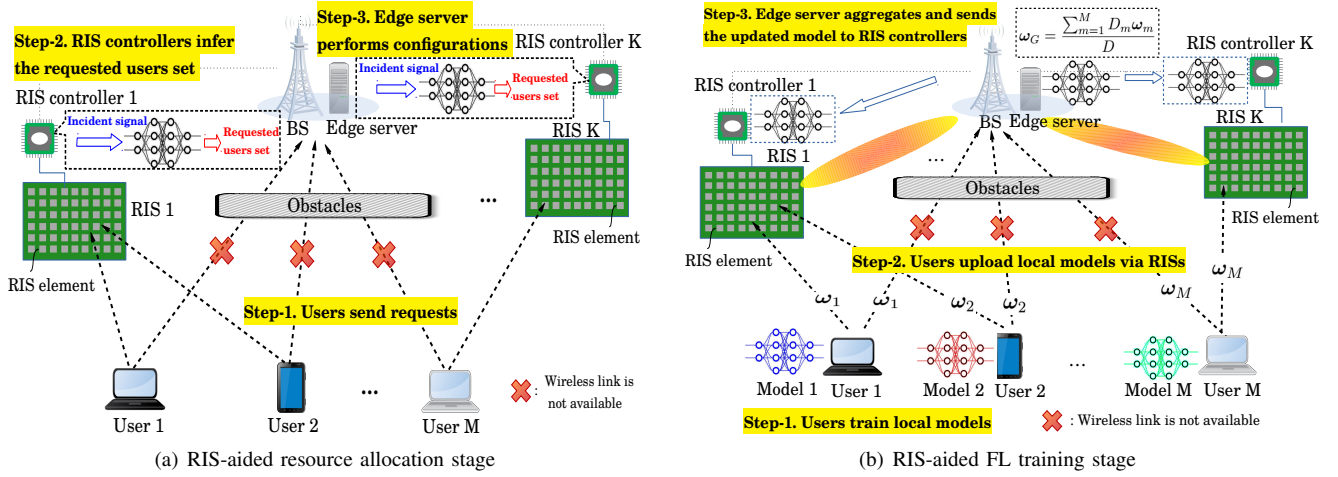 Step-2. RIS controllers infer
the requested users set
Step-3. Edge server
performs configurations
RIS controller K
Incident signal
Requested
users set
RIS controller 1
Incident signal
Requested
users set
BS
Edge server
RIS K
RIS 1
Obstacles
...
RIS element
RIS element
Step-1. Users send requests
...
User 1
User 2
User M
: Wireless link is
not available
(a) RIS-aided resource allocation stage
Step-3. Edge server aggregates and sends
the updated model to RIS controllers
ω_G = ∑_{m=1}^{M} D_m ω_m / D
RIS controller K
RIS controller 1
BS
Edge server
RIS K
RIS 1
...
Obstacles
RIS element
RIS element
Step-2. Users upload local models via RISs
ω_1
ω_1
ω_2
ω_2
ω_M
ω_M
...
Model 1
User 1
Model 2
User 2
Model M
User M
Step-1. Users train local models
: Wireless link is not available
(b) RIS-aided FL training stage